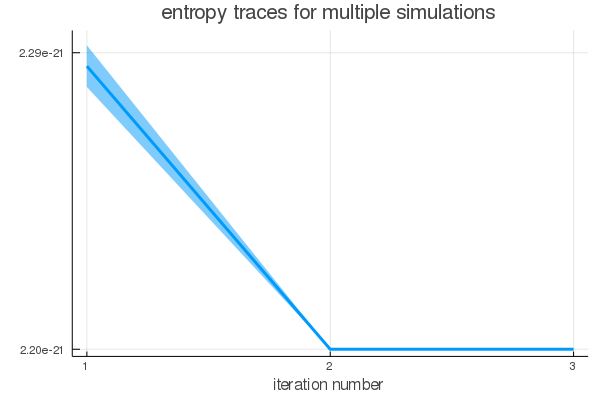 entropy traces for multiple simulations
2.29e-21
2.20e-21
1
2
3
iteration number